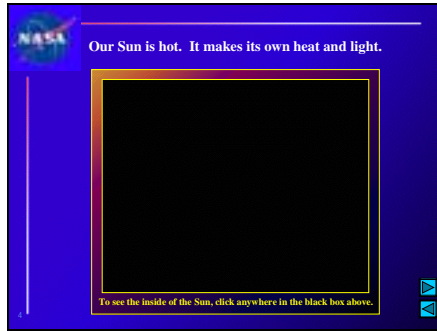 NASA
Our Sun is hot. It makes its own heat and light.
To see the inside of the Sun, click anywhere in the black box above.
4